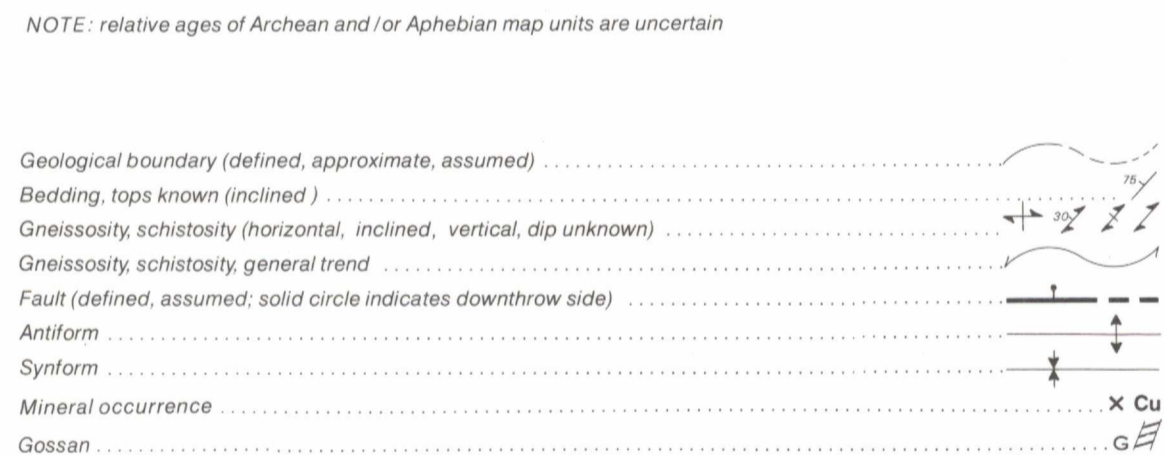 NOTE: relative ages of Archean and/or Aphebian map units are uncertain
Geological boundary (defined, approximate, assumed)
Bedding, tops known (inclined ) 75
Gneissosity, schistosity (horizontal, inclined, vertical, dip unknown) 30
Gneissosity, schistosity, general trend
Fault (defined, assumed; solid circle indicates downthrow side)
Antiform
Synform
Mineral occurrence x Cu
Gossan G